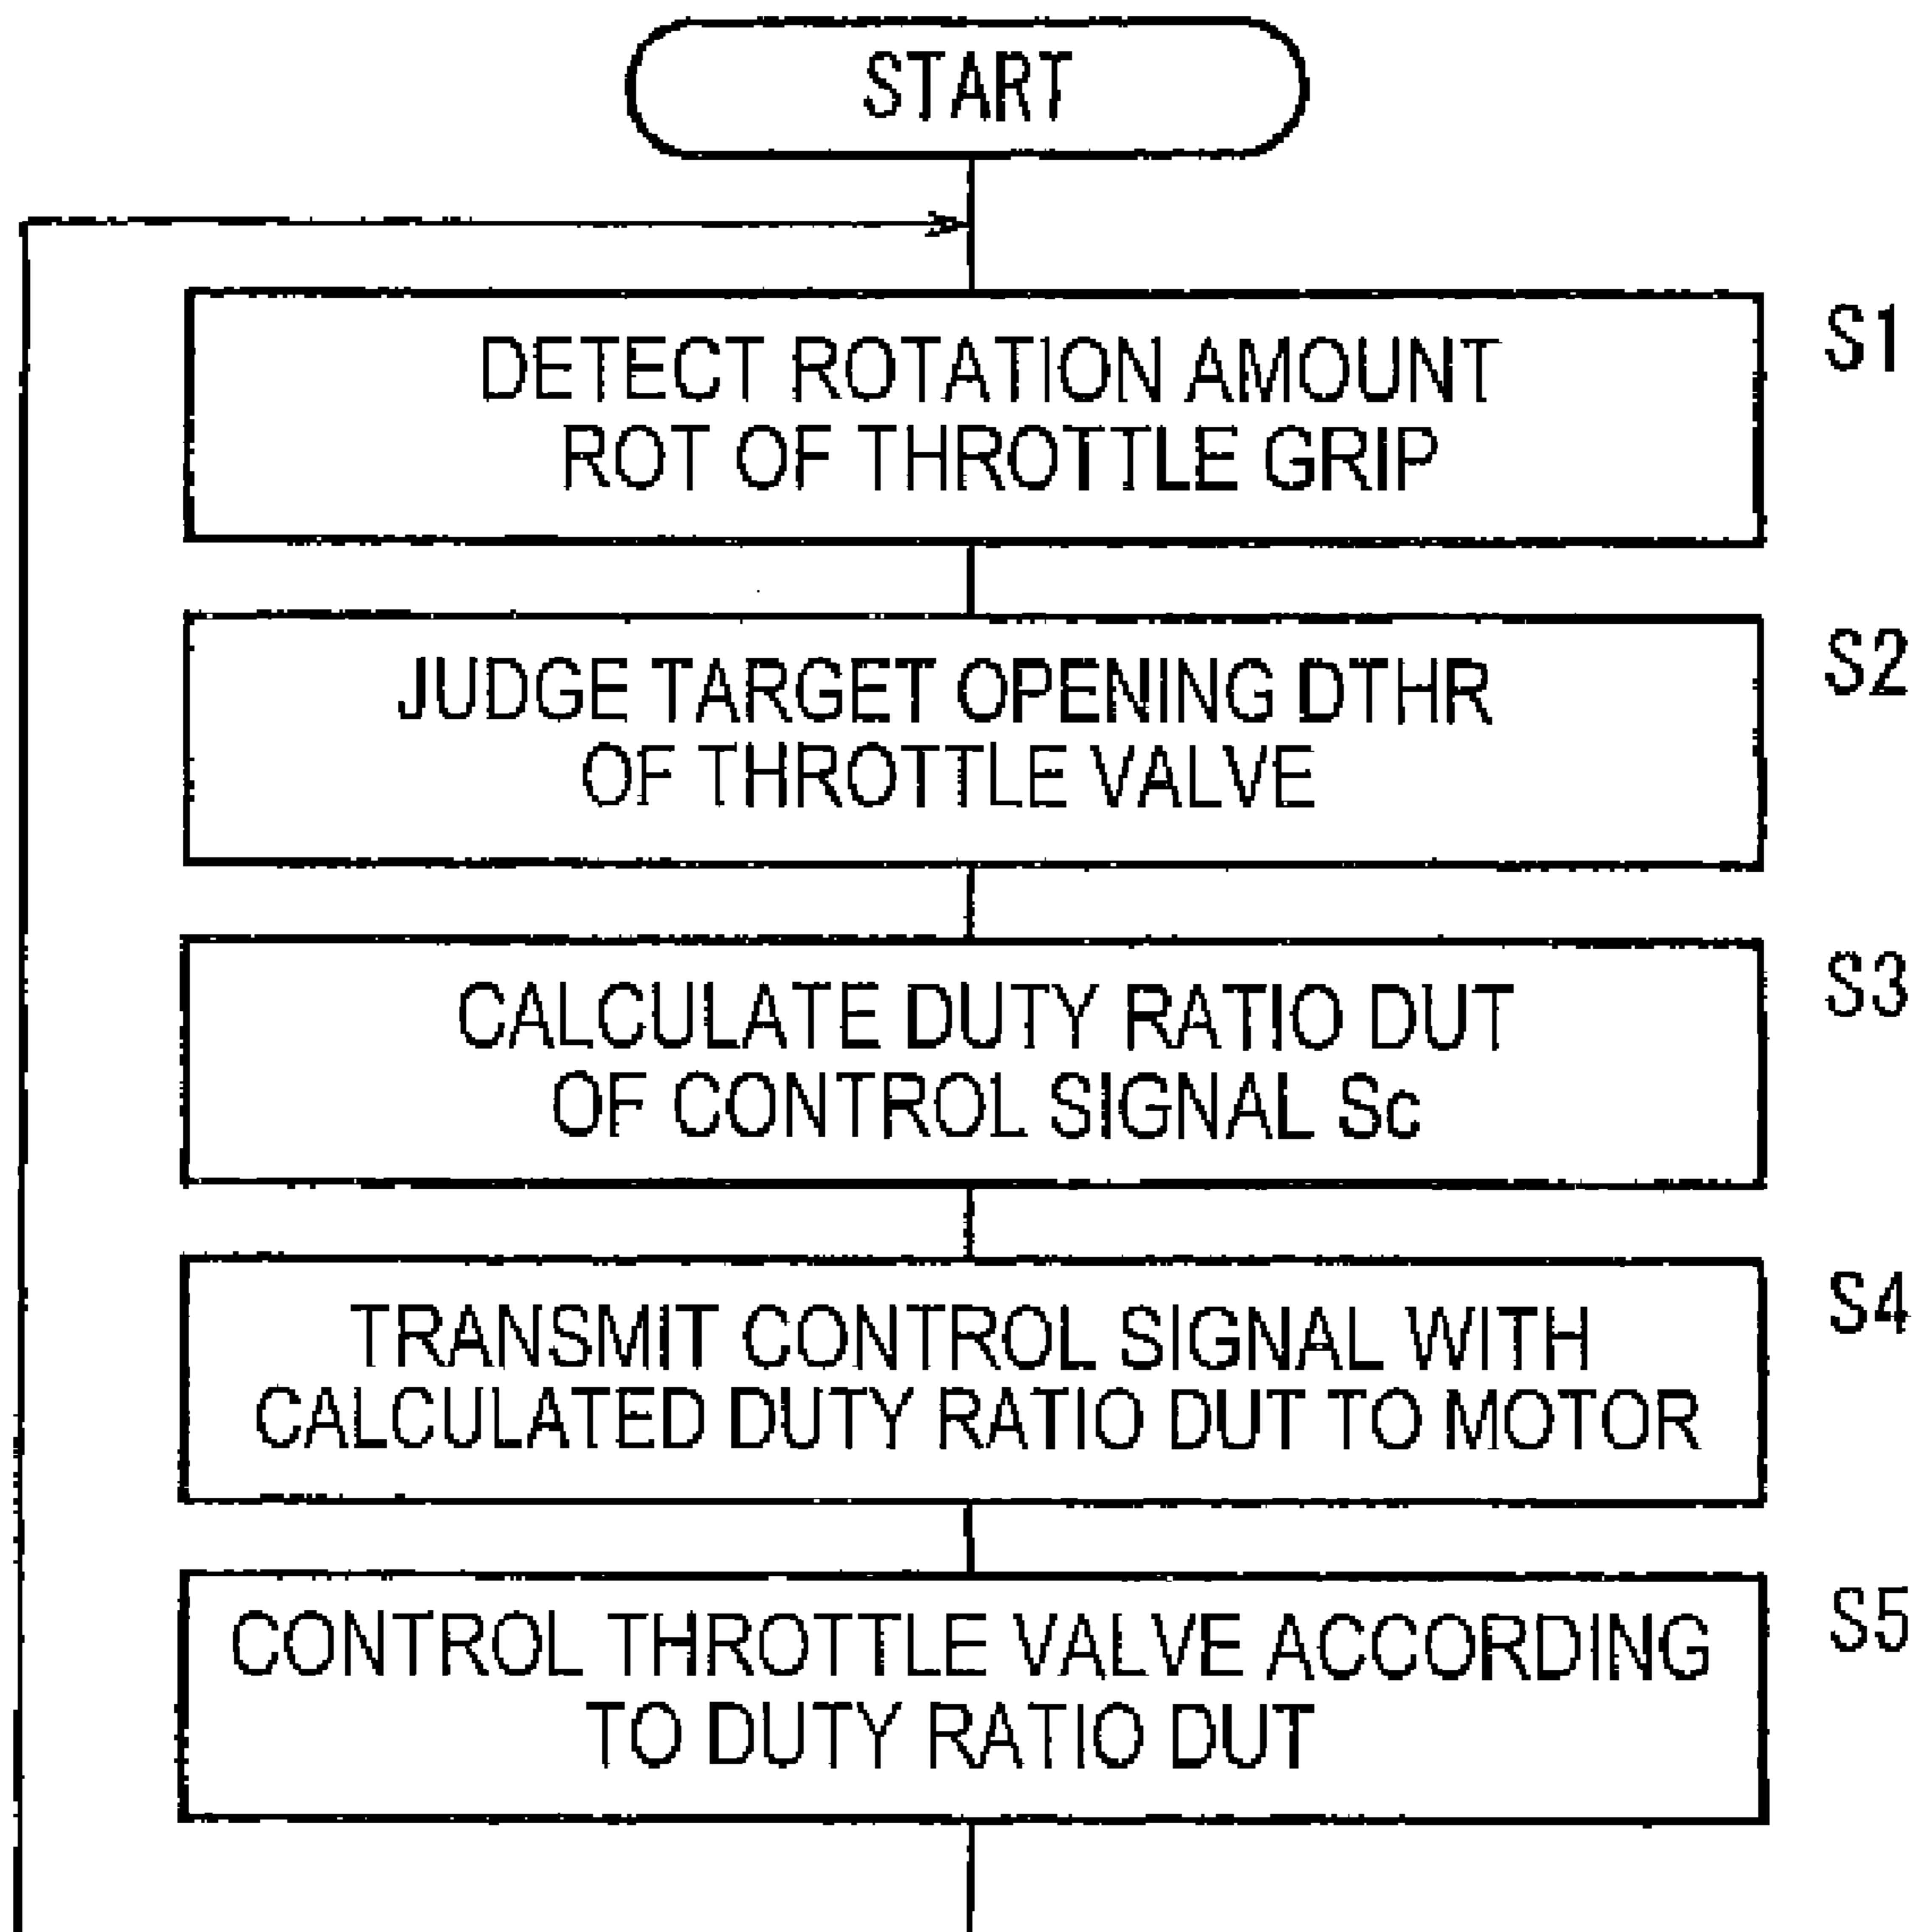 START
DETECT ROTATION AMOUNT
ROT OF THROTTLE GRIP
S1
JUDGE TARGET OPENING DTHR
OF THROTTLE VALVE
S2
CALCULATE DUTY RATIO DUT
OF CONTROL SIGNAL Sc
S3
TRANSMIT CONTROL SIGNAL WITH
CALCULATED DUTY RATIO DUT TO MOTOR
S4
CONTROL THROTTLE VALVE ACCORDING
TO DUTY RATIO DUT
S5